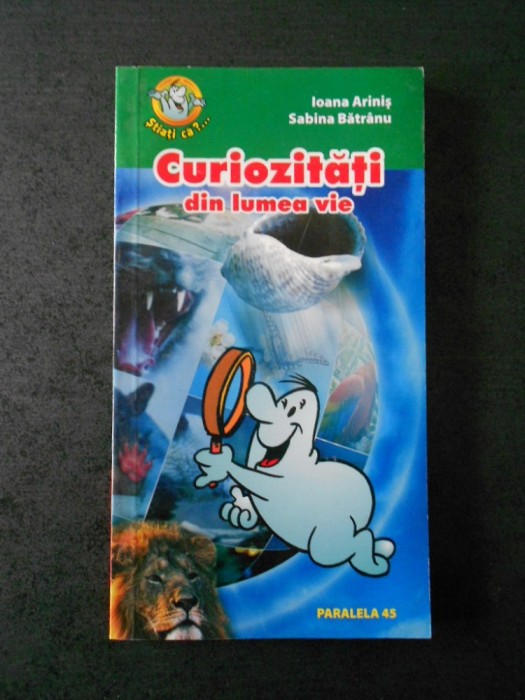 Ioana Ariniş
Sabina Bătrânu
Ştiaţi că?...
Curiozităţi
din lumea vie
PARALELA 45